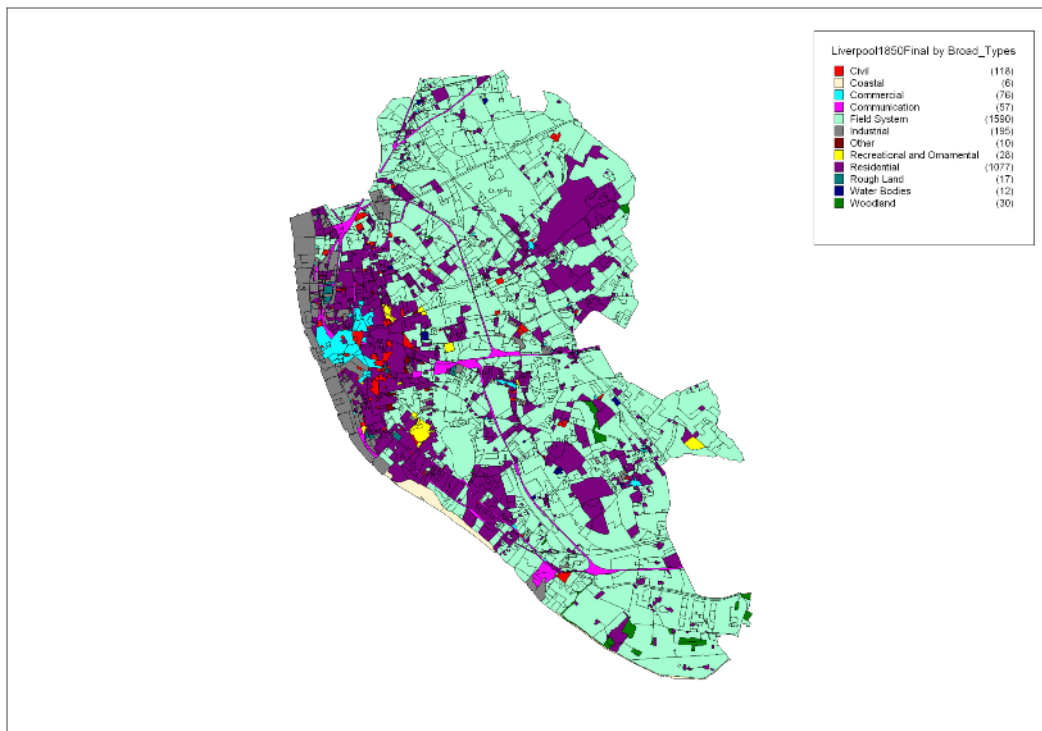 Liverpool1850Final by Broad_Types
Civil (118)
Coastal (6)
Commercial (76)
Communication (57)
Field System (1590)
Industrial (195)
Other (10)
Recreational and Ornamental (28)
Residential (1077)
Rough Land (17)
Water Bodies (12)
Woodland (30)